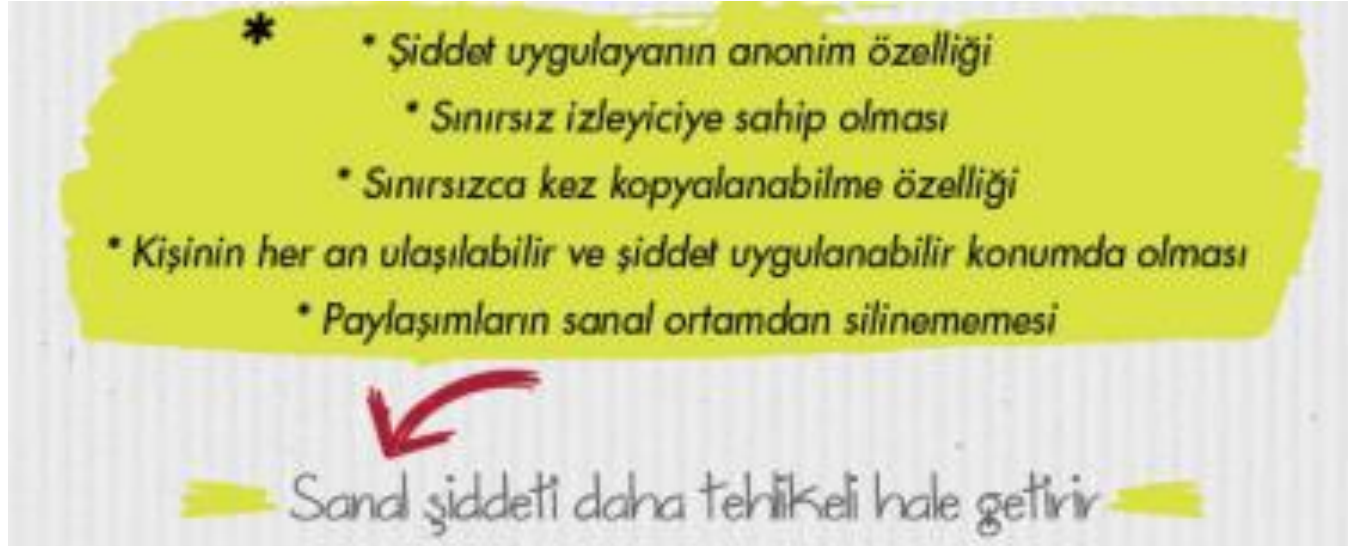 *
* Şiddet uygulayanın anonim özelliği
* Sınırsız izleyiciye sahip olması
* Sınırsızca kez kopyalanabilme özelliği
* Kişinin her an ulaşılabilir ve şiddet uygulanabilir konumda olması
* Paylaşımların sanal ortamdan silinememesi
Sanal şiddeti daha tehlikeli hale getirir